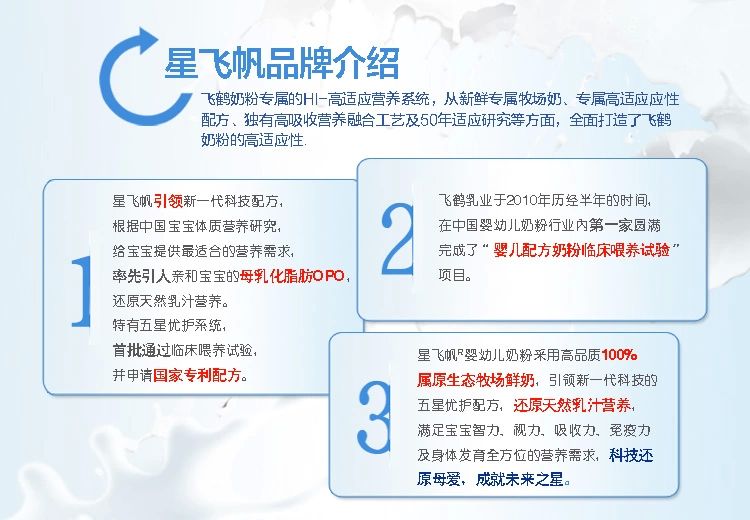 星飞帆品牌介绍
飞鹤奶粉专属的HI-高适应营养系统，从新鲜专属牧场奶、专属高适应应性
配方、独有高吸收营养融合工艺及50年适应研究等方面，全面打造了飞鹤
奶粉的高适应性.
1
星飞帆引领新一代科技配方，
根据中国宝宝体质营养研究，
给宝宝提供最适合的营养需求，
率先引人亲和宝宝的母乳化脂肪OPO，
还原天然乳汁营养。
特有五星优护系统，
首批通过临床喂养试验，
并申请国家专利配方。
2
飞鹤乳业于2010年历经半年的时间，
在中国婴幼儿奶粉行业内第一家圆满
完成了“婴儿配方奶粉临床喂养试验”
项目。
3
星飞帆R婴幼儿奶粉采用高品质100%
属原生态牧场鲜奶，引领新一代科技的
五星优护配方，还原天然乳汁营养，
满足宝宝智力、视力、吸收力、免疫力
及身体发育全方位的营养需求，科技还
原母爱，成就未来之星。